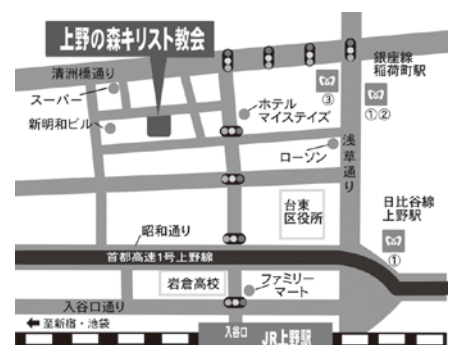 上野の森キリスト教会
清洲橋通り
スーパー
新明和ビル
銀座線
稲荷町駅
③
①②
ホテル
マイステイズ
ローソン
浅草通り
台東
区役所
日比谷線
上野駅
①
昭和通り
首都高速1号上野線
岩倉高校
ファミリー
マート
入谷口通り
至新宿・池袋
入谷口
JR上野駅